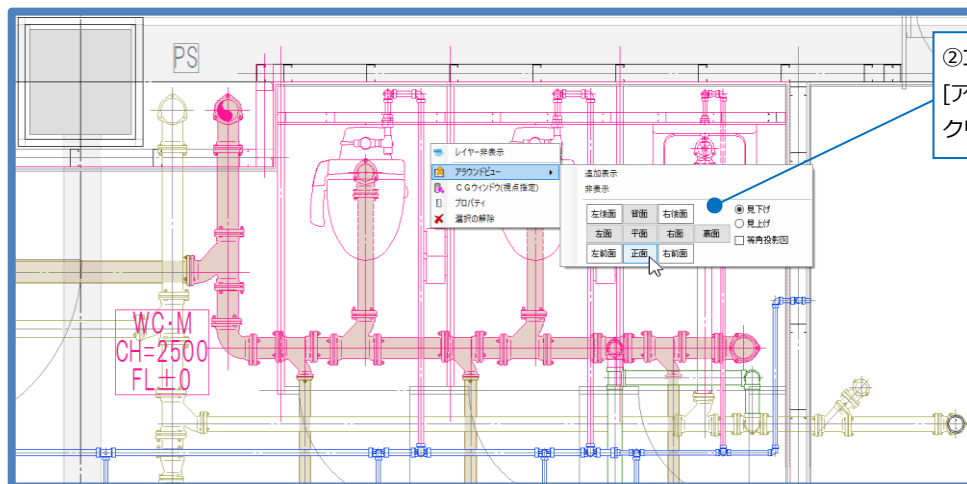 PS
②コ
[ア
クリ
レイヤー非表示
アラウンドビュー
CGウィンドウ(視点指定)
プロパティ
選択の解除
追加表示
非表示
左後面 背面 右後面
左面 平面 右面 裏面
左前面 正面 右前面
見下げ
見上げ
等角投影図
WC・M
CH=2500
FL±0